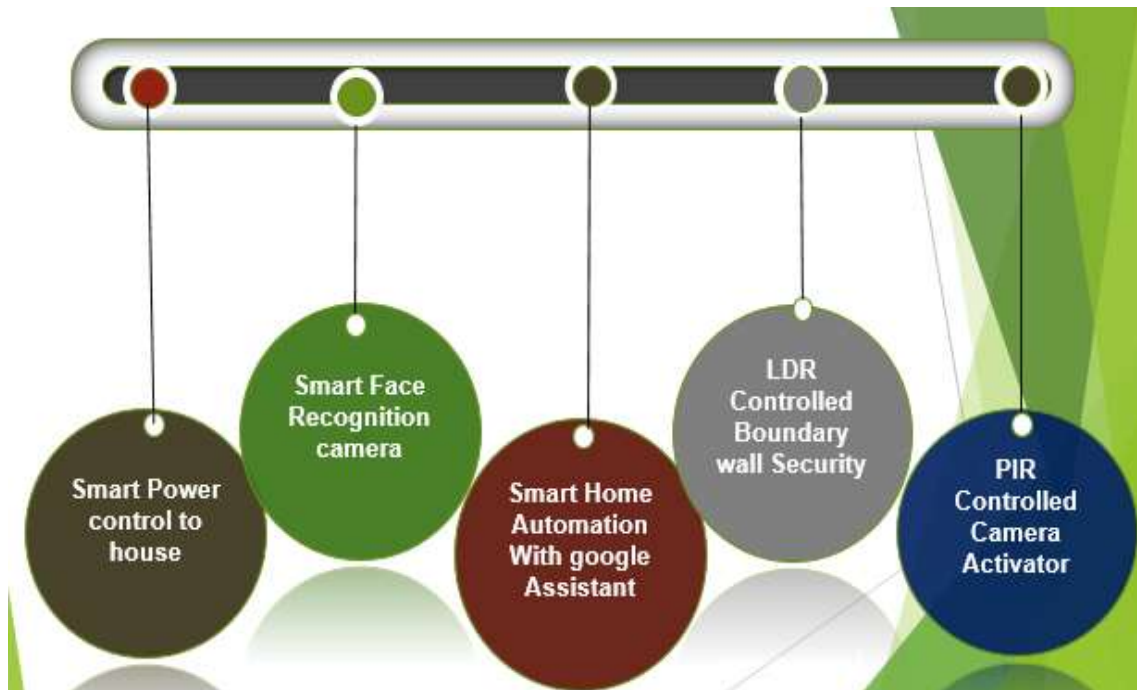 Smart Power
control to
house
Smart Face
Recognition
camera
Smart Home
Automation
With google
Assistant
LDR
Controlled
Boundary
wall Security
PIR
Controlled
Camera
Activator